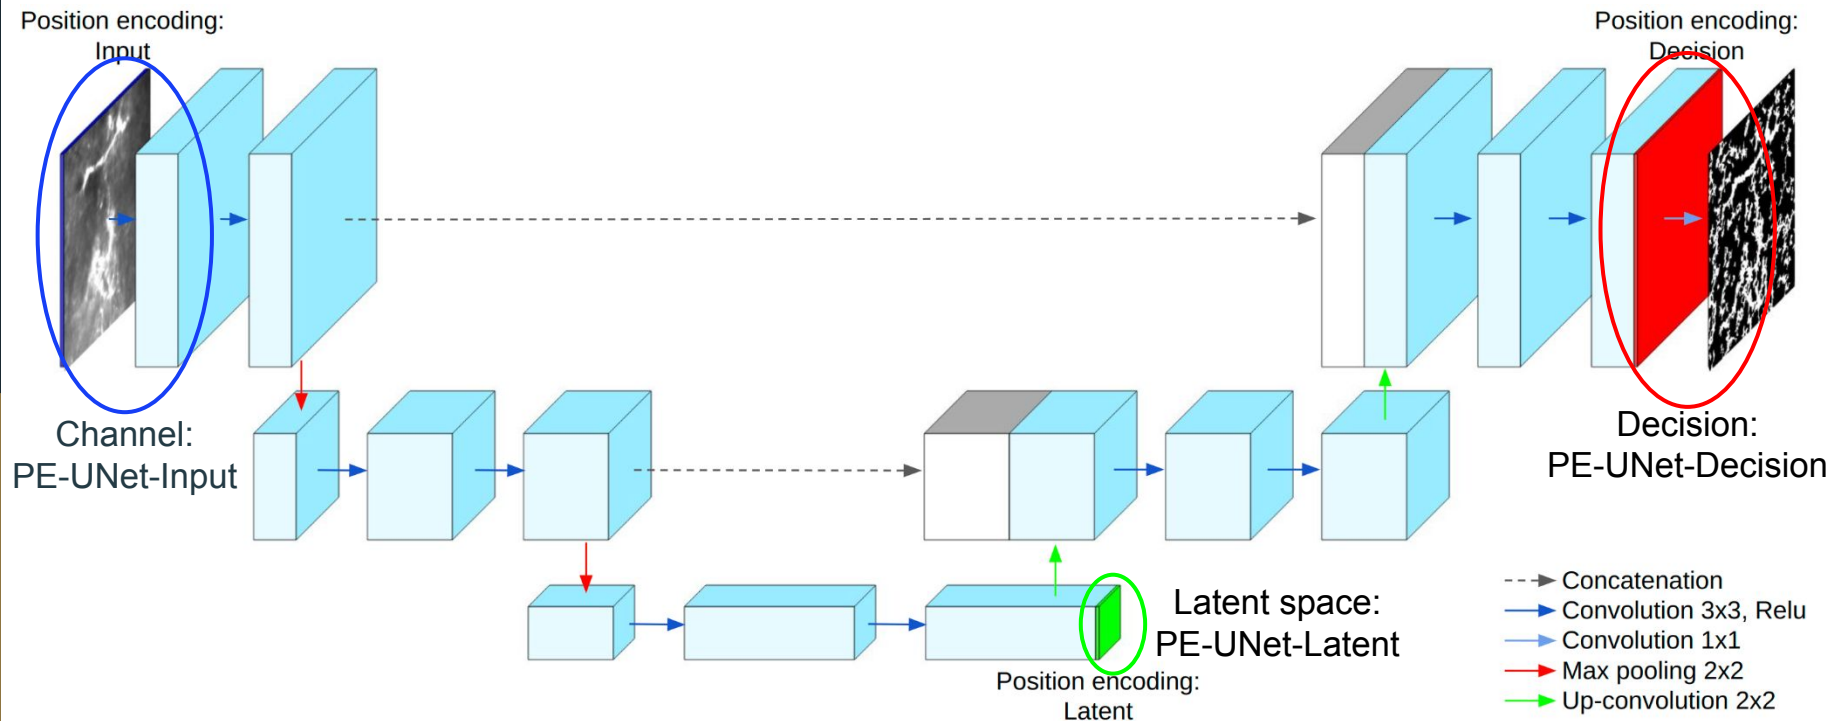 Position encoding:
Input
Position encoding:
Decision
Channel:
PE-UNet-Input
Decision:
PE-UNet-Decision
Latent space:
PE-UNet-Latent
Position encoding:
Latent
Concatenation
Convolution 3x3, Relu
Convolution 1x1
Max pooling 2x2
Up-convolution 2x2